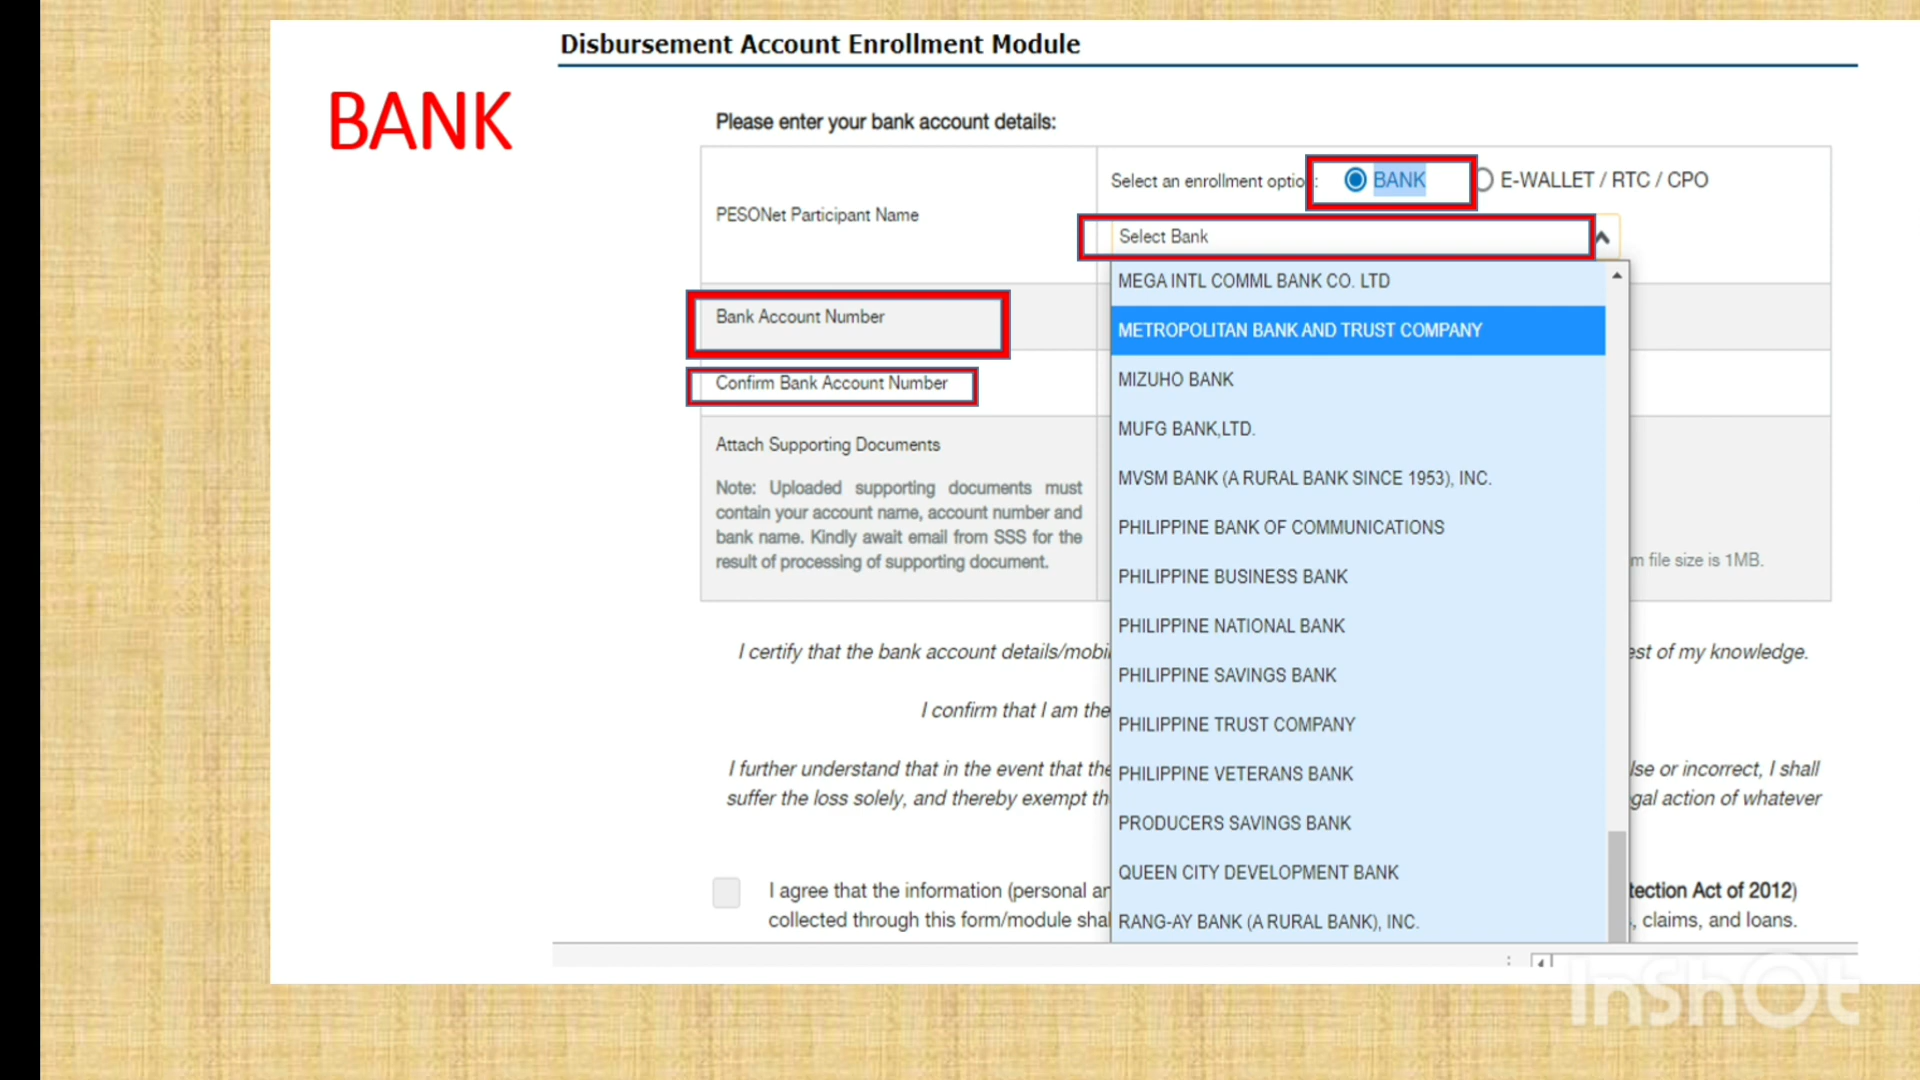 Disbursement Account Enrollment Module
BANK
Please enter your bank account details:
Select an enrollment optio : BANK E-WALLET / RTC / CPO
PESONet Participant Name
Select Bank
MEGA INTL COMML BANK CO. LTD
Bank Account Number
METROPOLITAN BANK AND TRUST COMPANY
Confirm Bank Account Number
MIZUHO BANK
MUFG BANK,LTD.
Attach Supporting Documents
MVSM BANK (A RURAL BANK SINCE 1953), INC.
Note: Uploaded supporting documents must
contain your account name, account number and
bank name. Kindly await email from SSS for the
result of processing of supporting document.
PHILIPPINE BANK OF COMMUNICATIONS
m file size is 1MB.
PHILIPPINE BUSINESS BANK
PHILIPPINE NATIONAL BANK
I certify that the bank account details/mobi est of my knowledge.
PHILIPPINE SAVINGS BANK
I confirm that I am the
PHILIPPINE TRUST COMPANY
I further understand that in the event that the lse or incorrect, I shall
PHILIPPINE VETERANS BANK
suffer the loss solely, and thereby exempt th gal action of whatever
PRODUCERS SAVINGS BANK
QUEEN CITY DEVELOPMENT BANK
I agree that the information (personal an tection Act of 2012)
collected through this form/module shal , claims, and loans.
RANG-AY BANK (A RURAL BANK), INC.
InShOt